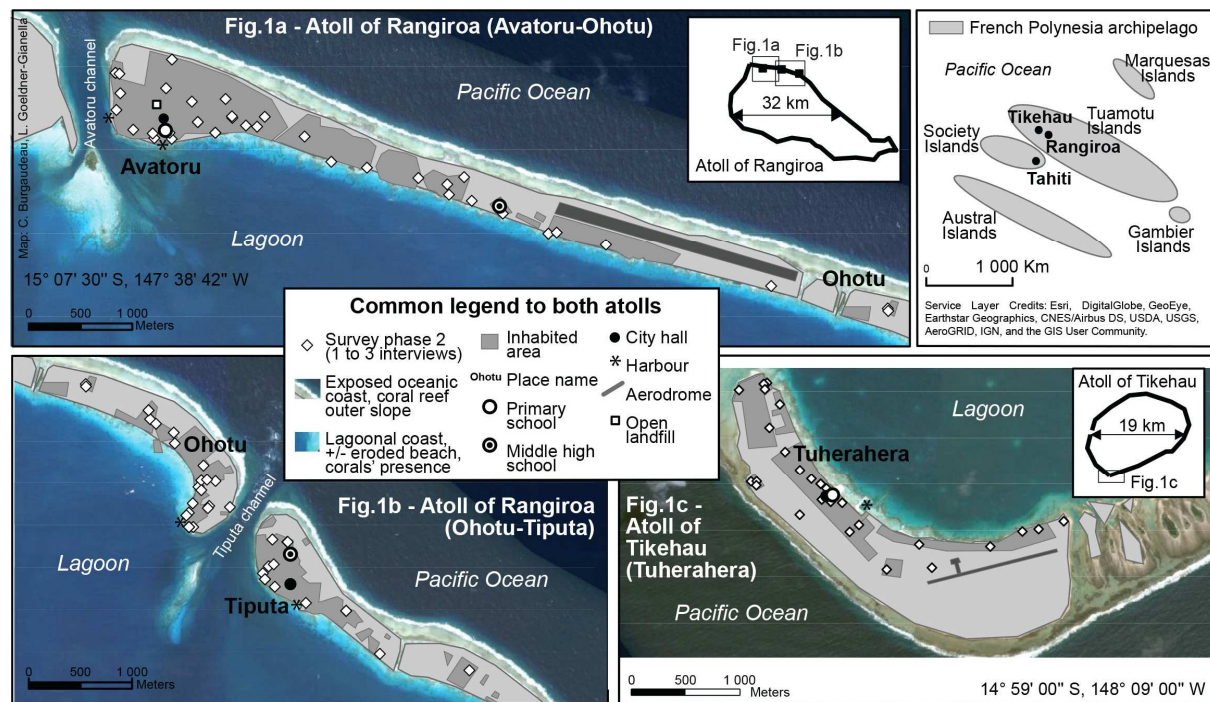 Fig.1a - Atoll of Rangiroa (Avatoru-Ohotu)
Pacific Ocean
Avatoru channel
Avatoru
Lagoon
Ohotu
15° 07' 30" S, 147° 38' 42" W
0 500 1 000
Meters
Map: C. Burgaudeau, L. Goeldner-Gianella
Fig.1a
Fig.1b
32 km
Atoll of Rangiroa
French Polynesia archipelago
Pacific Ocean
Marquesas
Islands
Tikehau
Tuamotu
Islands
Society
Islands
Rangiroa
Tahiti
Austral
Islands
Gambier
Islands
0 1 000 Km
Service Layer Credits: Esri, DigitalGlobe, GeoEye,
Earthstar Geographics, CNES/Airbus DS, USDA, USGS,
AeroGRID, IGN, and the GIS User Community.
Common legend to both atolls
Survey phase 2
(1 to 3 interviews)
Exposed oceanic
coast, coral reef
outer slope
Lagoonal coast,
+/- eroded beach,
corals' presence
Inhabited
area
Ohotu Place name
Primary
school
Middle high
school
City hall
Harbour
Aerodrome
Open
landfill
Ohotu
Tiputa channel
Lagoon
Fig.1b - Atoll of Rangiroa
(Ohotu-Tiputa)
Pacific Ocean
Tiputa
0 500 1 000
Meters
Lagoon
Tuherahera
Atoll of
Tikehau
19 km
Fig.1c
Fig.1c -
Atoll of
Tikehau
(Tuherahera)
Pacific Ocean
0 500 1 000
Meters
14° 59' 00" S, 148° 09' 00" W